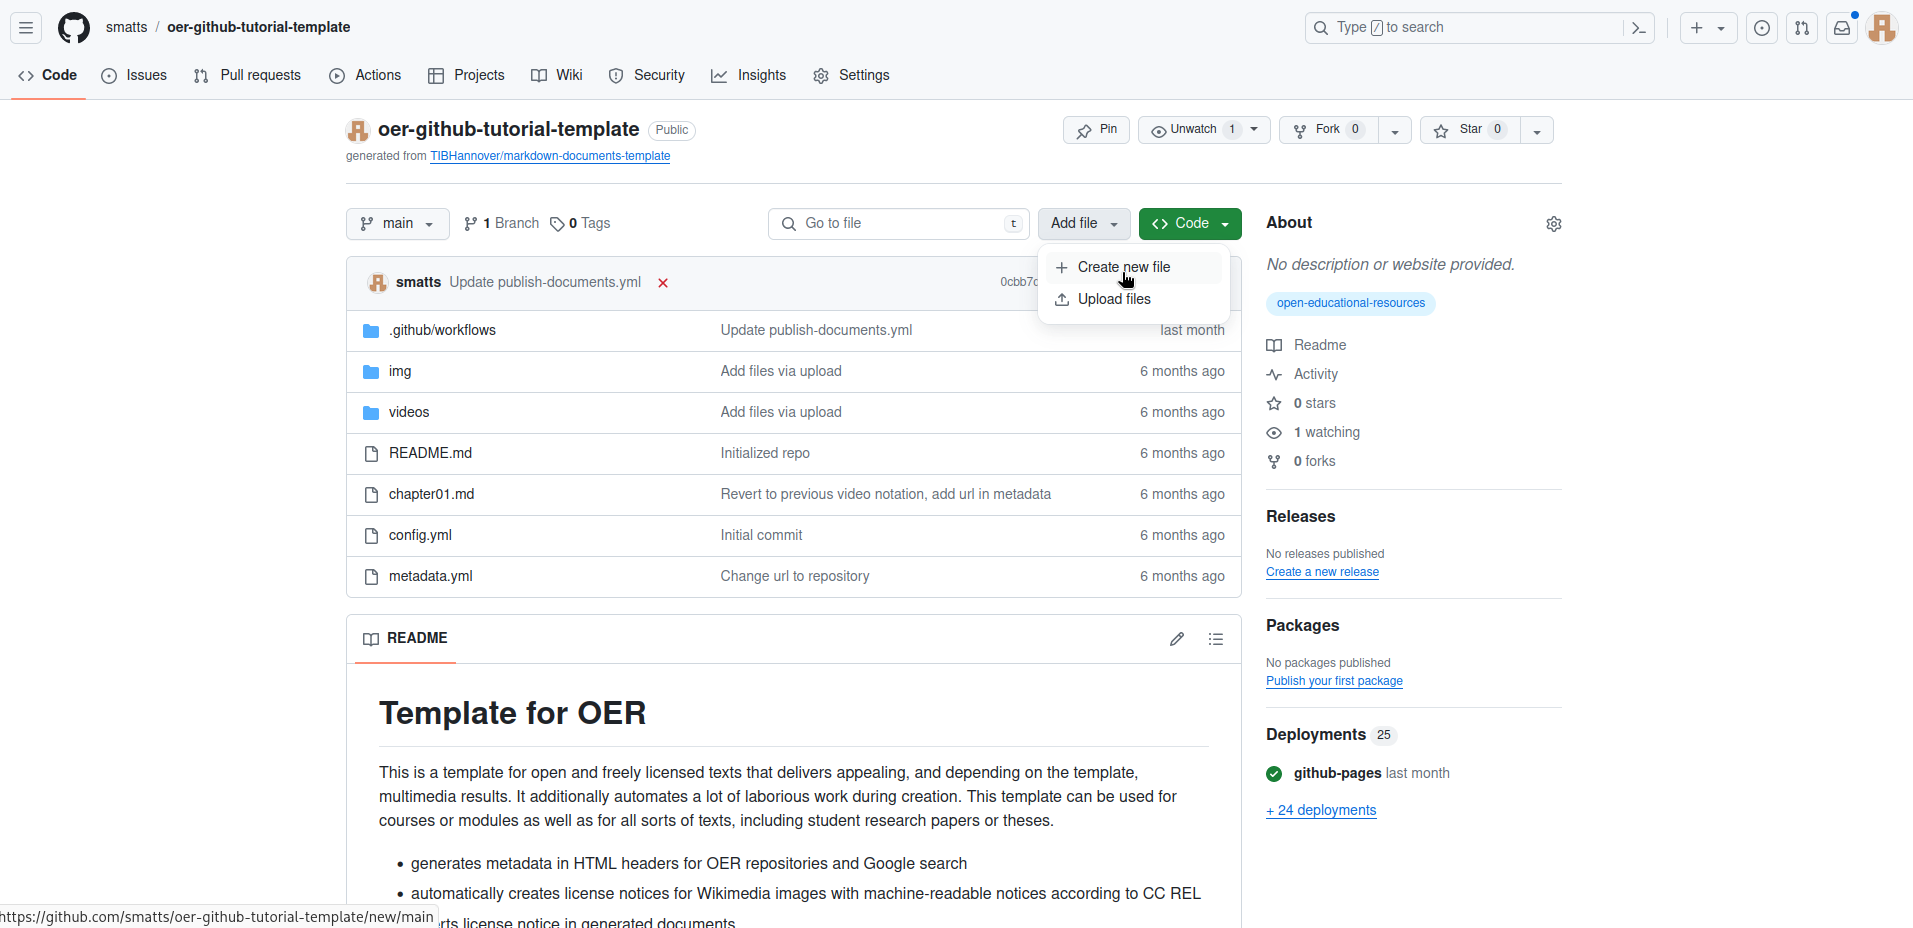 smatts / oer-github-tutorial-template
Type / to search
Code Issues Pull requests Actions Projects Wiki Security Insights Settings
oer-github-tutorial-template Public
Pin Unwatch 1 Fork 0 Star 0
generated from TIBHannover/markdown-documents-template
main 1 Branch 0 Tags Go to file t Add file Code
Create new file
Upload files
smatts Update publish-documents.yml 0cbb7
.github/workflows Update publish-documents.yml last month
img Add files via upload 6 months ago
videos Add files via upload 6 months ago
README.md Initialized repo 6 months ago
chapter01.md Revert to previous video notation, add url in metadata 6 months ago
config.yml Initial commit 6 months ago
metadata.yml Change url to repository 6 months ago
README
Template for OER
This is a template for open and freely licensed texts that delivers appealing, and depending on the template,
multimedia results. It additionally automates a lot of laborious work during creation. This template can be used for
courses or modules as well as for all sorts of texts, including student research papers or theses.
• generates metadata in HTML headers for OER repositories and Google search
• automatically creates license notices for Wikimedia images with machine-readable notices according to CC REL
license notice in generated documents
https://github.com/smatts/oer-github-tutorial-template/new/main
About
No description or website provided.
open-educational-resources
Readme
Activity
0 stars
1 watching
0 forks
Releases
No releases published
Create a new release
Packages
No packages published
Publish your first package
Deployments 25
github-pages last month
+ 24 deployments